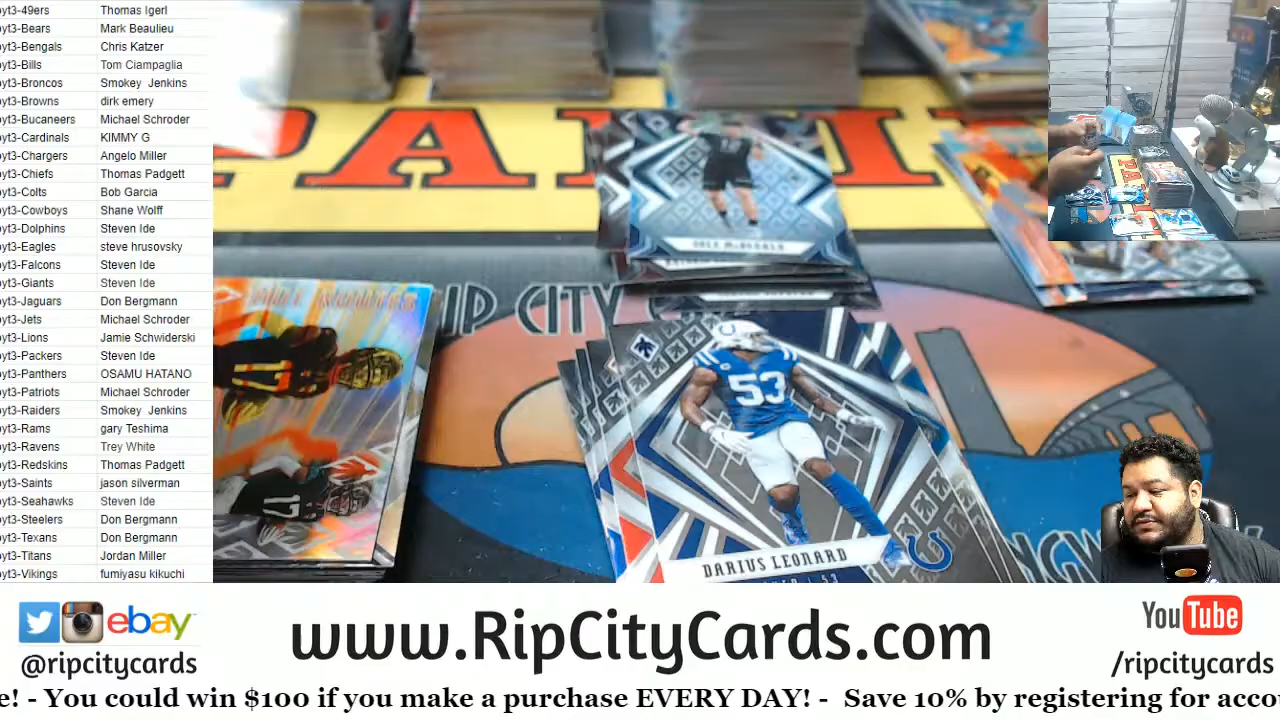 yt3-49ers Thomas Igerl
yt3-Bears Mark Beaulieu
yt3-Bengals Chris Katzer
yt3-Bills Tom Ciampaglia
yt3-Broncos Smokey Jenkins
yt3-Browns dirk emery
yt3-Bucaneers Michael Schroder
yt3-Cardinals KIMMY G
yt3-Chargers Angelo Miller
yt3-Chiefs Thomas Padgett
yt3-Colts Bob Garcia
yt3-Cowboys Shane Wolff
yt3-Dolphins Steven Ide
yt3-Eagles steve hrusovsky
yt3-Falcons Steven Ide
yt3-Giants Steven Ide
yt3-Jaguars Don Bergmann
yt3-Jets Michael Schroder
yt3-Lions Jamie Schwiderski
yt3-Packers Steven Ide
yt3-Panthers OSAMU HATANO
yt3-Patriots Michael Schroder
yt3-Raiders Smokey Jenkins
yt3-Rams gary Teshima
yt3-Ravens Trey White
yt3-Redskins Thomas Padgett
yt3-Saints jason silverman
yt3-Seahawks Steven Ide
yt3-Steelers Don Bergmann
yt3-Texans Don Bergmann
yt3-Titans Jordan Miller
yt3-Vikings fumiyasu kikuchi
PANINI
RIP CITY
53
DARIUS LEONARD
17
17
ebay
@ripcitycards
www.RipCityCards.com
YouTube
/ripcitycards
e! - You could win $100 if you make a purchase EVERY DAY! - Save 10% by registering for acco